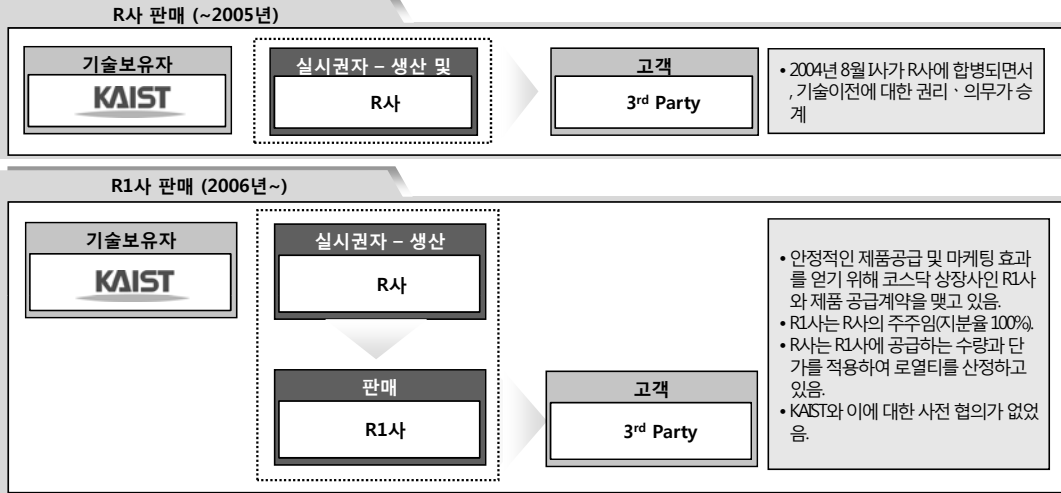 R사 판매 (~2005년)
기술보유자
KAIST
실시권자 – 생산 및
R사
고객
3rd Party
• 2004년 8월 I사가 R사에 합병되면서
, 기술이전에 대한 권리、의무가 승
계
R1사 판매 (2006년~)
기술보유자
KAIST
실시권자 – 생산
R사
판매
R1사
고객
3rd Party
• 안정적인 제품공급 및 마케팅 효과
를 얻기 위해 코스닥 상장사인 R1사
와 제품 공급계약을 맺고 있음.
• R1사는 R사의 주주임(지분율 100%).
• R사는 R1사에 공급하는 수량과 단
가를 적용하여 로열티를 산정하고
있음.
• KAIST와 이에 대한 사전 협의가 없었
음.